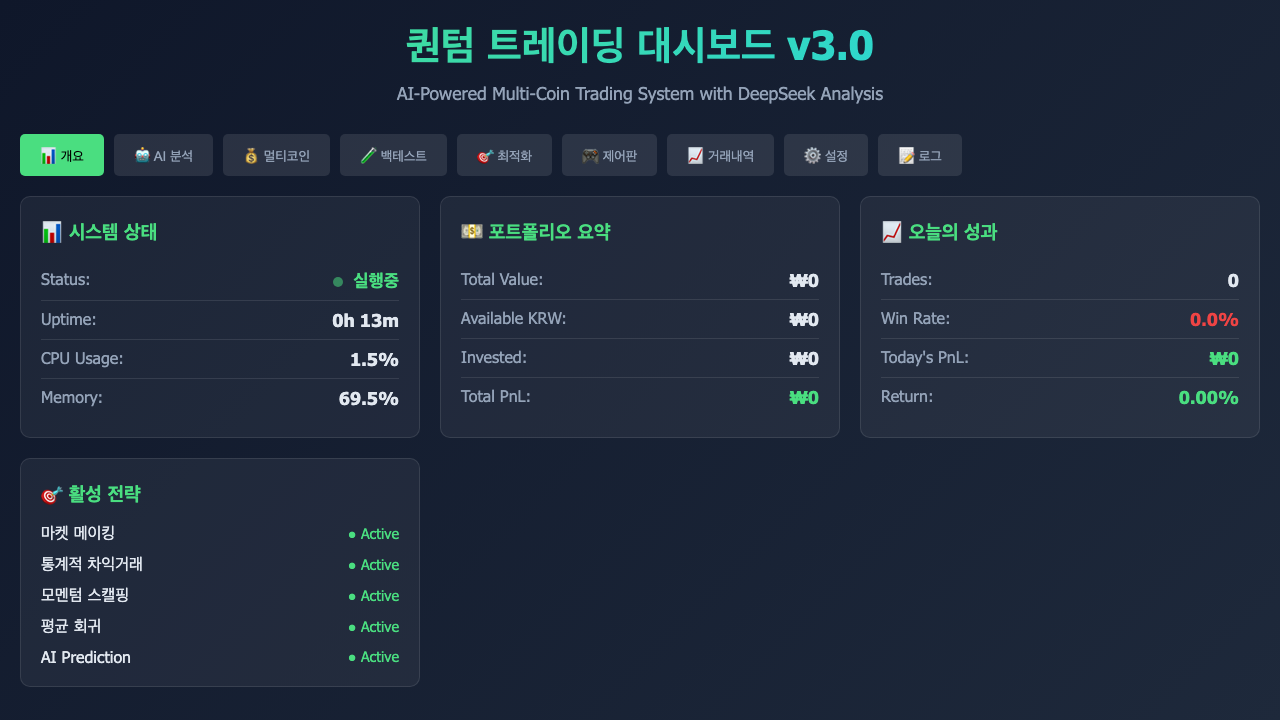 퀀텀 트레이딩 대시보드 v3.0
AI-Powered Multi-Coin Trading System with DeepSeek Analysis
📊 개요
🤖 AI 분석
💰 멀티코인
🧪 백테스트
🎯 최적화
🎮 제어판
📈 거래내역
⚙️ 설정
📝 로그
📊 시스템 상태
Status: ● 실행중
Uptime: 0h 13m
CPU Usage: 1.5%
Memory: 69.5%
💵 포트폴리오 요약
Total Value: ₩0
Available KRW: ₩0
Invested: ₩0
Total PnL: ₩0
📈 오늘의 성과
Trades: 0
Win Rate: 0.0%
Today's PnL: ₩0
Return: 0.00%
🎯 활성 전략
마켓 메이킹 ● Active
통계적 차익거래 ● Active
모멘텀 스캘핑 ● Active
평균 회귀 ● Active
AI Prediction ● Active